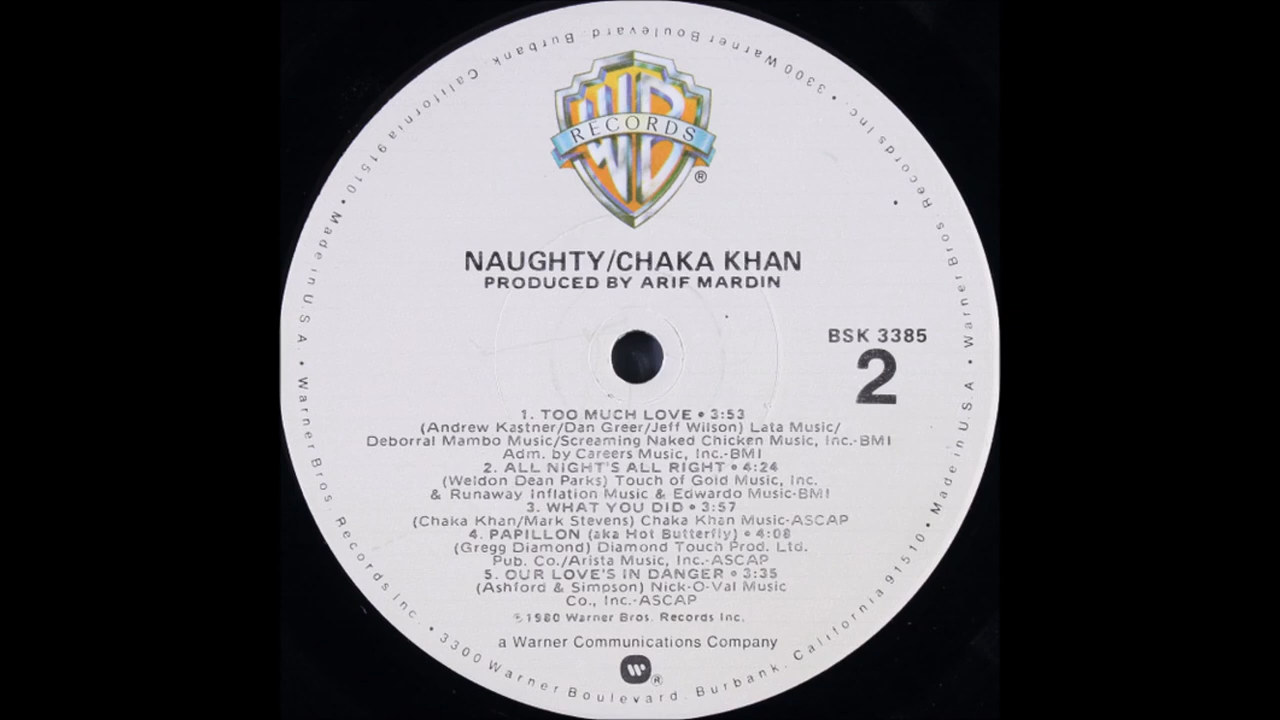 WB
RECORDS
®
NAUGHTY/CHAKA KHAN
PRODUCED BY ARIF MARDIN
BSK 3385
2
1. TOO MUCH LOVE • 3:53
(Andrew Kastner/Dan Greer/Jeff Wilson) Lata Music/
Deborral Mambo Music/Screaming Naked Chicken Music, Inc.-BMI
Adm. by Careers Music, Inc.-BMI
2. ALL NIGHT'S ALL RIGHT • 4:24
(Weldon Dean Parks) Touch of Gold Music, Inc.
& Runaway Inflation Music & Edwardo Music-BMI
3. WHAT YOU DID • 3:57
(Chaka Khan/Mark Stevens) Chaka Khan Music-ASCAP
4. PAPILLON (aka Hot Butterfly) • 4:08
(Gregg Diamond) Diamond Touch Prod. Ltd.
Pub. Co./Arista Music, Inc.-ASCAP
5. OUR LOVE'S IN DANGER • 3:35
(Ashford & Simpson) Nick-O-Val Music
Co., Inc.-ASCAP
℗1980 Warner Bros. Records Inc.
a Warner Communications Company
®
Warner Bros. Records Inc. • 3300 Warner Boulevard, Burbank, California 91510 • Made in U.S.A. • Warner Bros. Records Inc. • 3300 Warner Boulevard, Burbank, California 91510 • Made in U.S.A. •